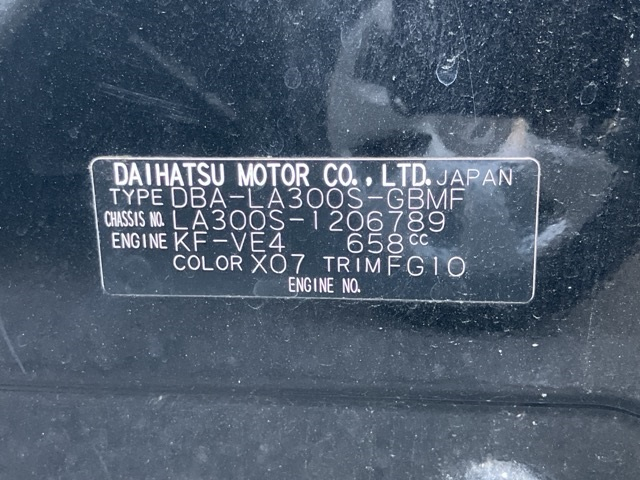 DAIHATSU MOTOR CO., LTD. JAPAN
TYPE DBA-LA300S-GBMF
CHASSIS NO. LA300S-1206789
ENGINE KF-VE4 658cc
COLOR X07 TRIM FG10
ENGINE NO.